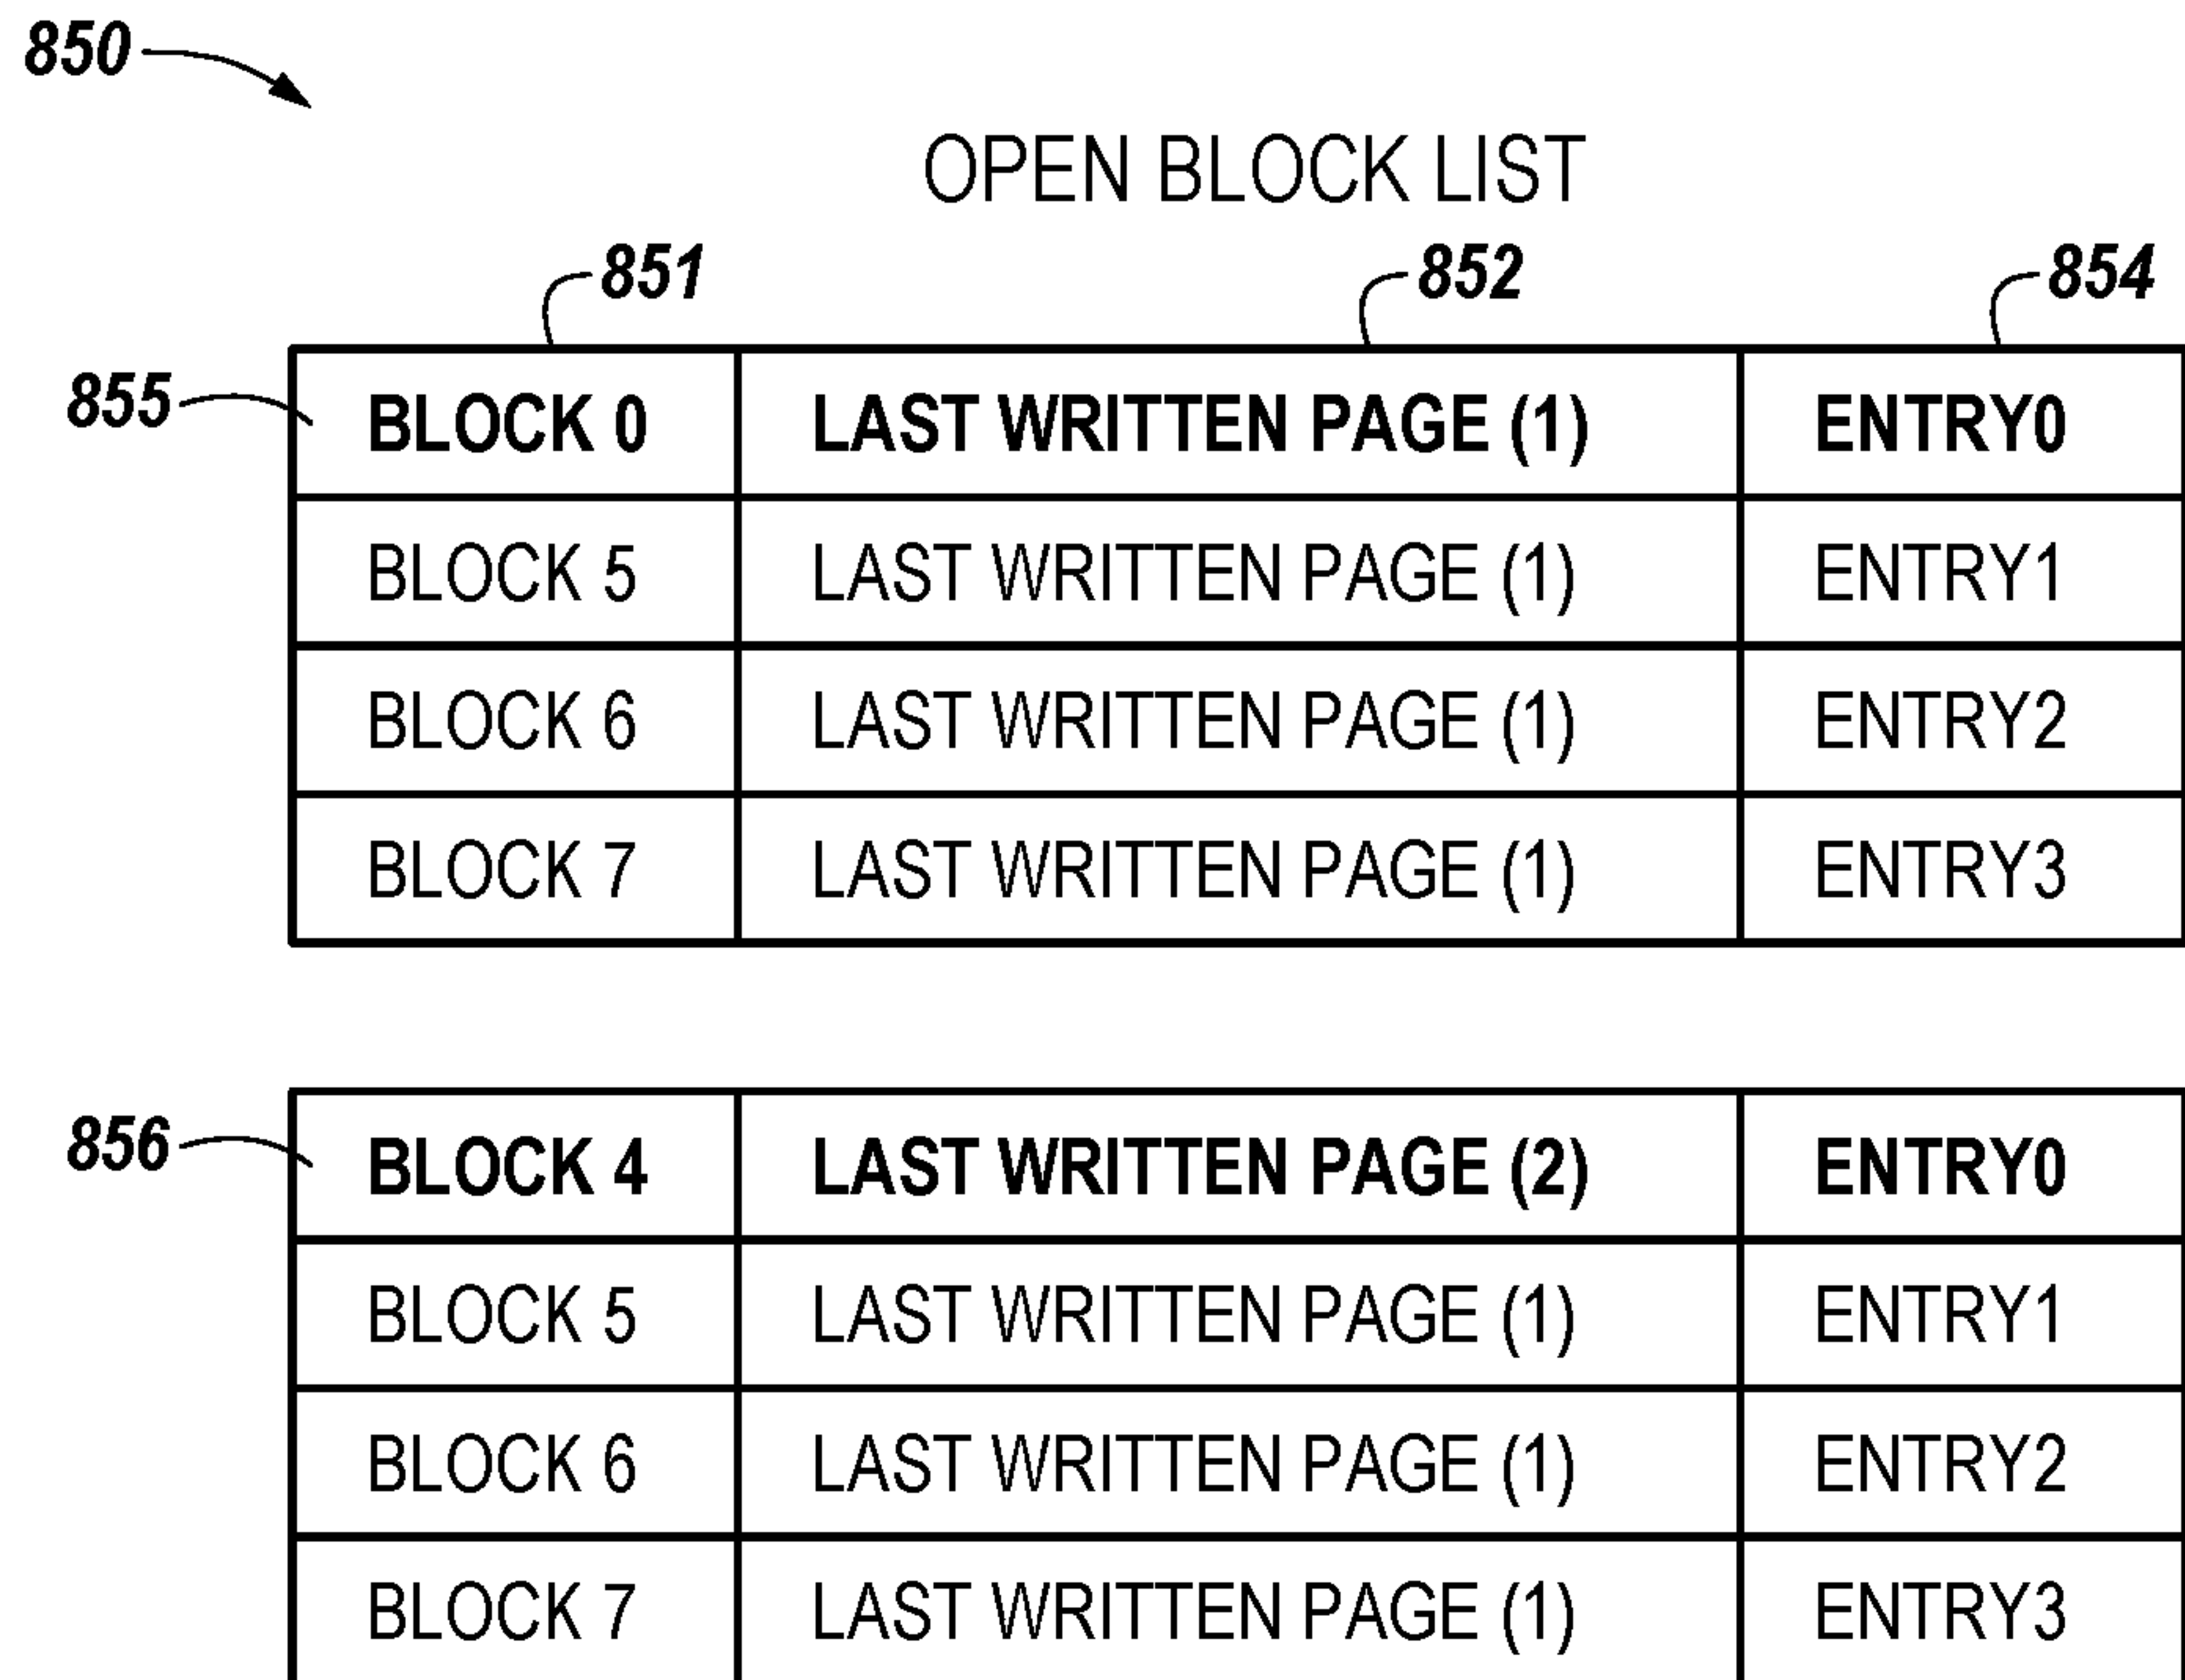 850
OPEN BLOCK LIST
851 852 854
855 BLOCK 0 LAST WRITTEN PAGE (1) ENTRY0
BLOCK 5 LAST WRITTEN PAGE (1) ENTRY1
BLOCK 6 LAST WRITTEN PAGE (1) ENTRY2
BLOCK 7 LAST WRITTEN PAGE (1) ENTRY3
856 BLOCK 4 LAST WRITTEN PAGE (2) ENTRY0
BLOCK 5 LAST WRITTEN PAGE (1) ENTRY1
BLOCK 6 LAST WRITTEN PAGE (1) ENTRY2
BLOCK 7 LAST WRITTEN PAGE (1) ENTRY3